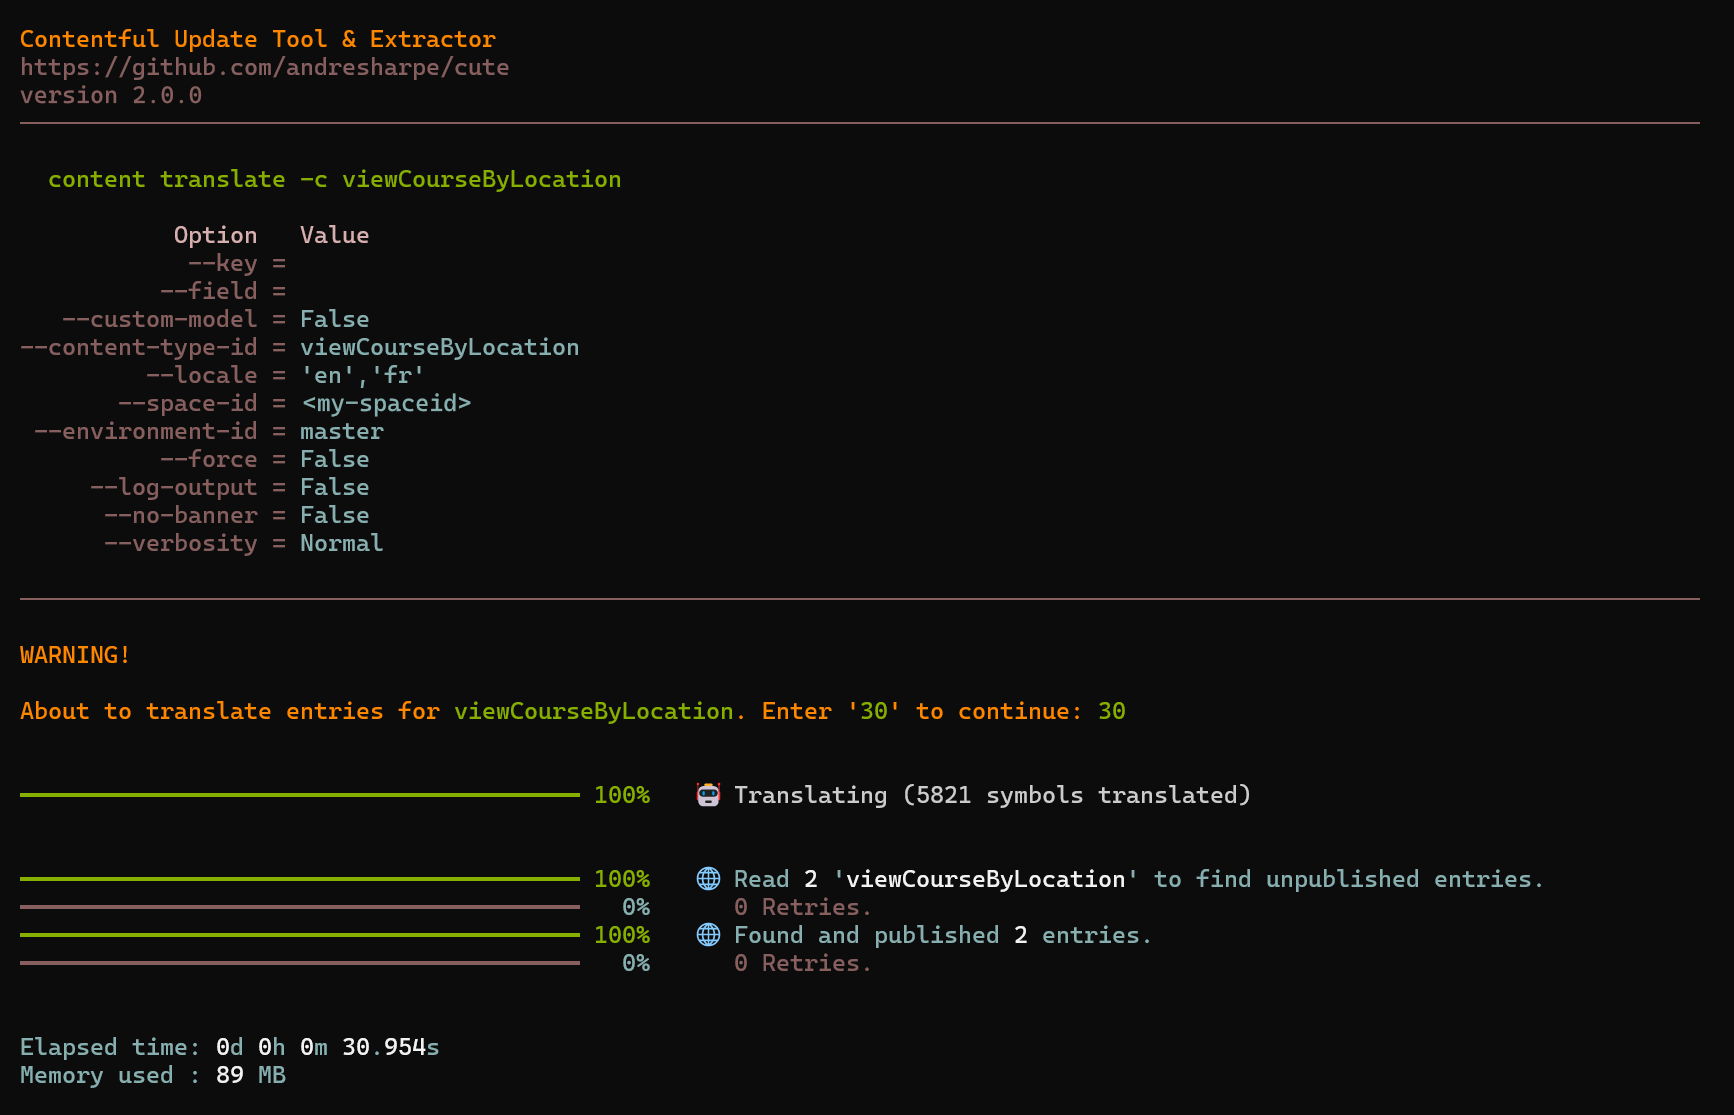 Contentful Update Tool & Extractor
https://github.com/andresharpe/cute
version 2.0.0
content translate -c viewCourseByLocation
Option Value
--key =
--field =
--custom-model = False
--content-type-id = viewCourseByLocation
--locale = 'en','fr'
--space-id = <my-spaceid>
--environment-id = master
--force = False
--log-output = False
--no-banner = False
--verbosity = Normal
WARNING!
About to translate entries for viewCourseByLocation. Enter '30' to continue: 30
100% Translating (5821 symbols translated)
100% Read 2 'viewCourseByLocation' to find unpublished entries.
0% 0 Retries.
100% Found and published 2 entries.
0% 0 Retries.
Elapsed time: 0d 0h 0m 30.954s
Memory used : 89 MB